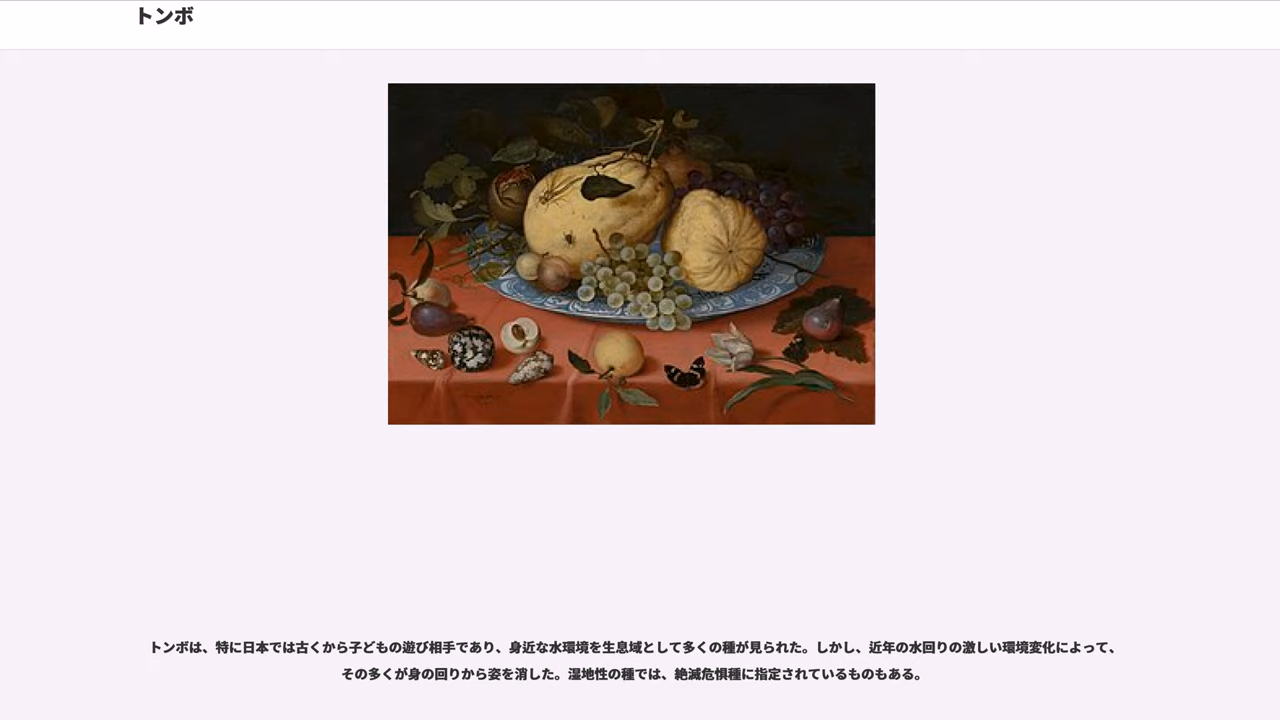 トンボ
トンボは、特に日本では古くから子どもの遊び相手であり、身近な水環境を生息域として多くの種が見られた。しかし、近年の水回りの激しい環境変化によって、
その多くが身の回りから姿を消した。湿地性の種では、絶滅危惧種に指定されているものもある。